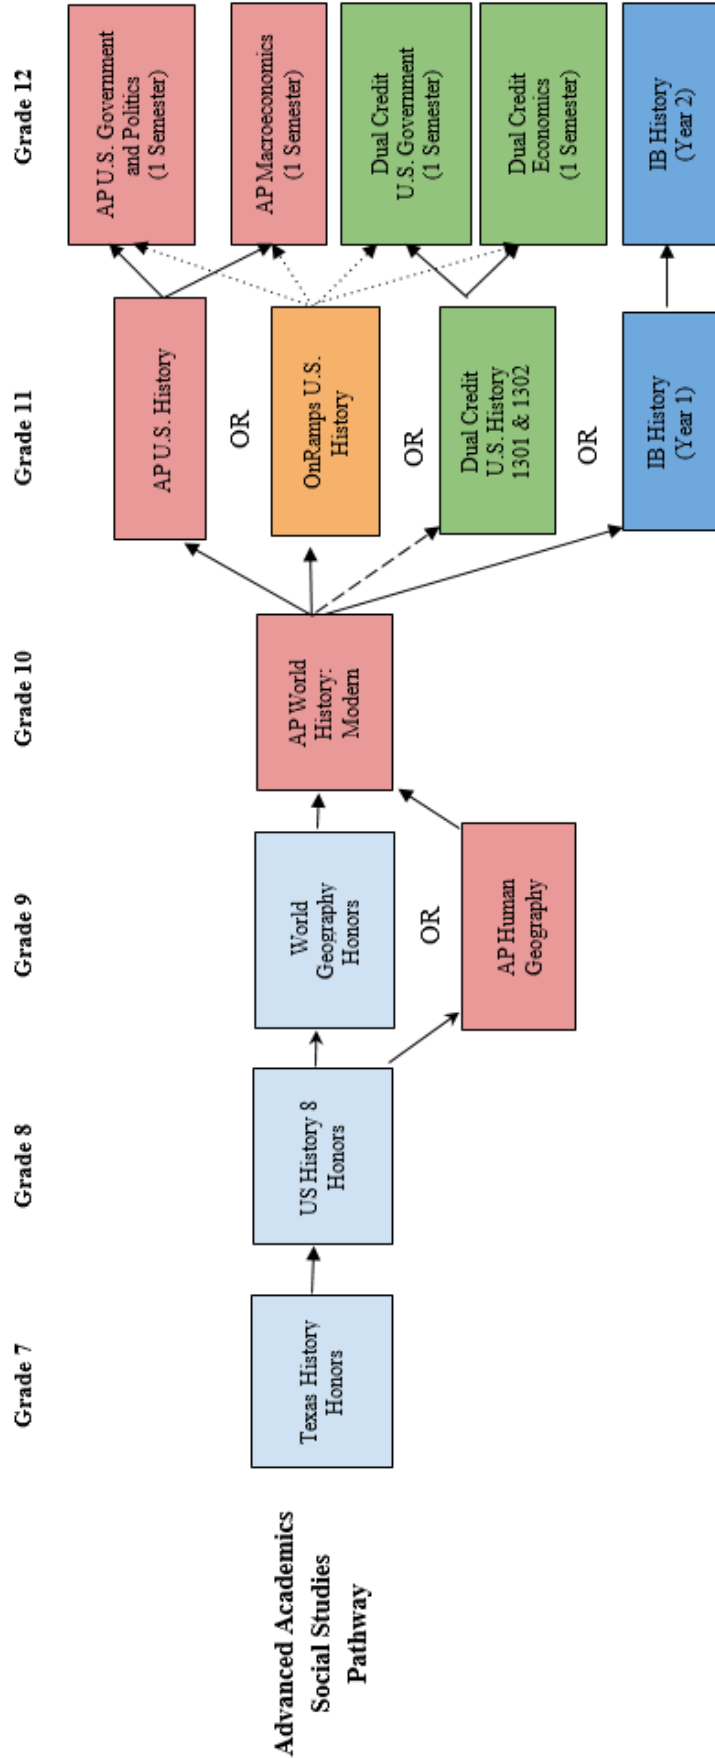 Advanced Academics
Social Studies
Pathway
Grade 7
Grade 8
Grade 9
Grade 10
Grade 11
Grade 12
Texas History
Honors
US History 8
Honors
World
Geography
Honors
OR
AP Human
Geography
AP World
History:
Modern
AP U.S. History
OR
OnRamps U.S.
History
OR
Dual Credit
U.S. History
1301 & 1302
OR
IB History
(Year 1)
AP U.S. Government
and Politics
(1 Semester)
AP Macroeconomics
(1 Semester)
Dual Credit
U.S. Government
(1 Semester)
Dual Credit
Economics
(1 Semester)
IB History
(Year 2)